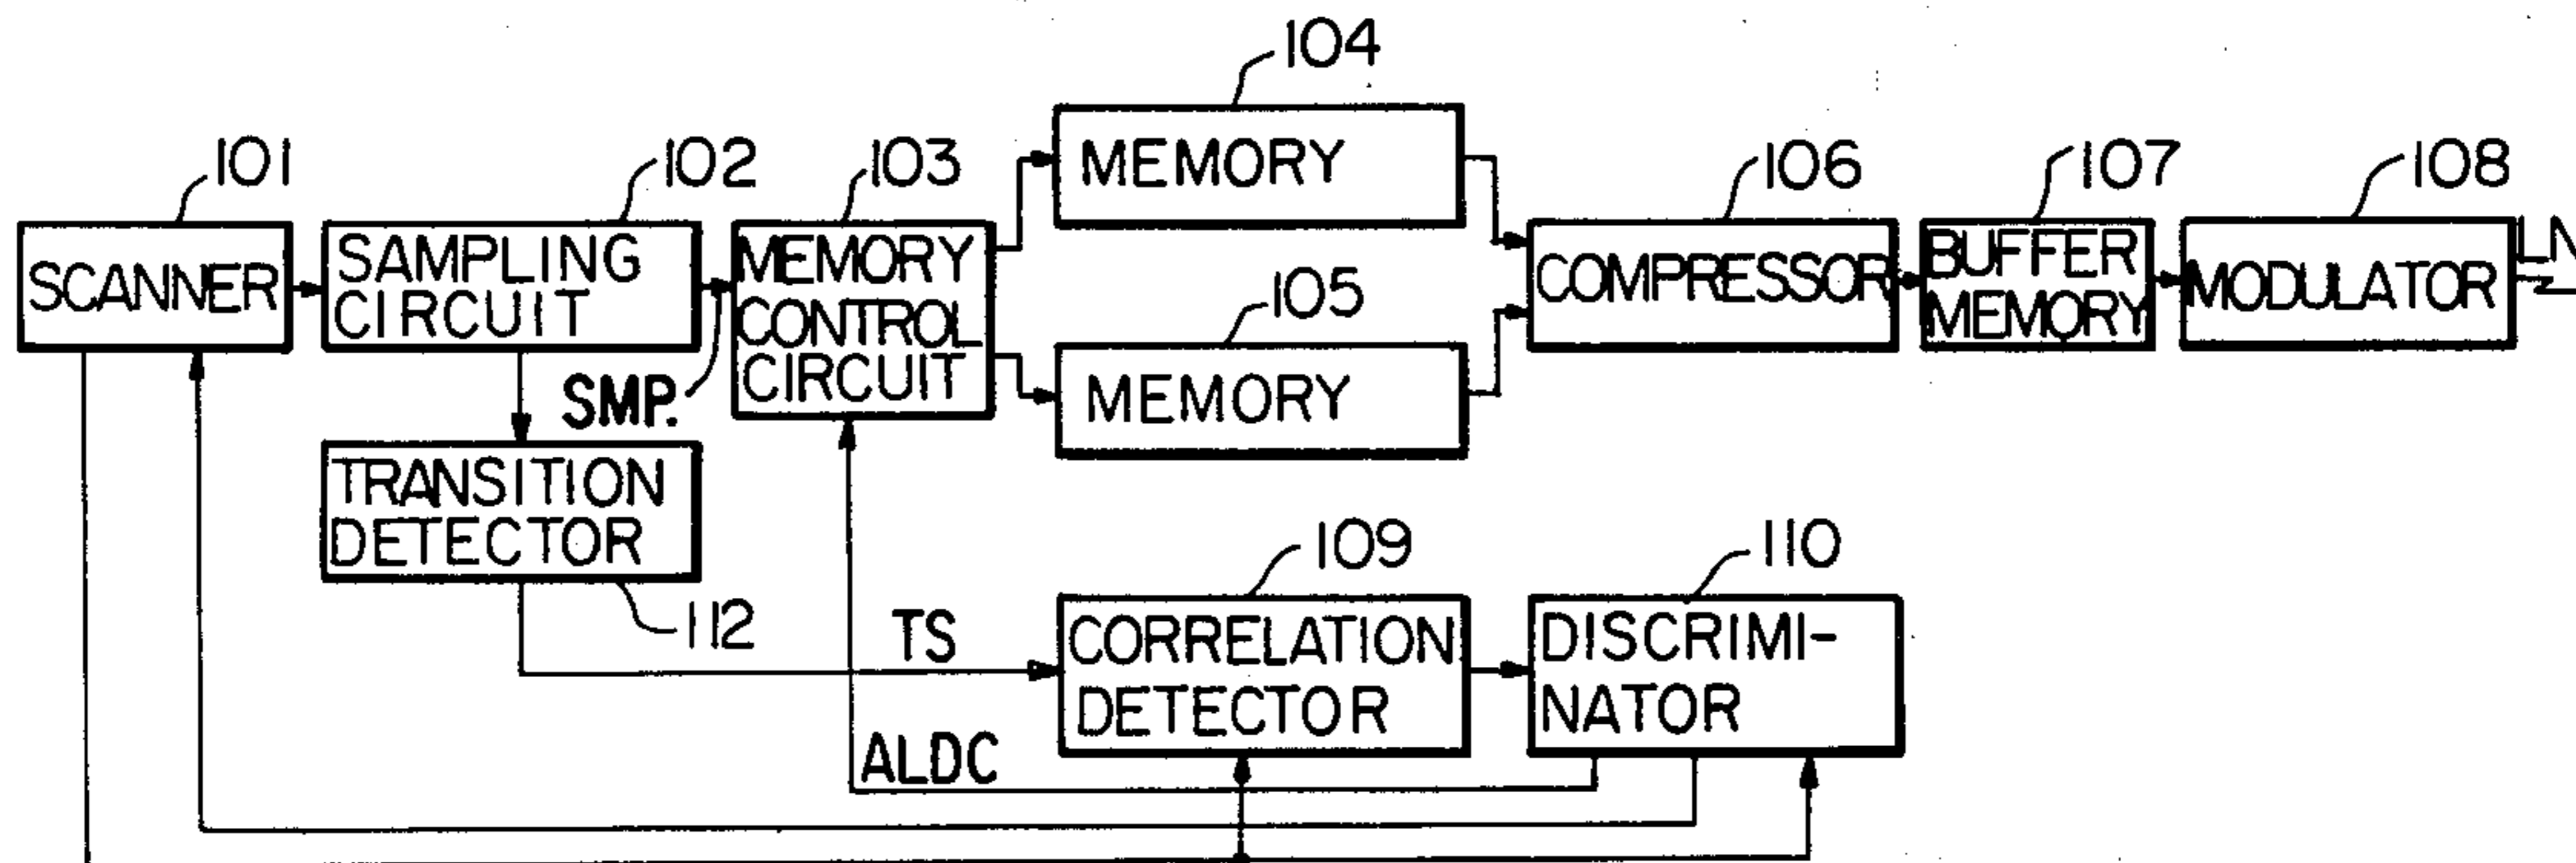 104
101
102
103
MEMORY
106
107
108
SCANNER
SAMPLING
CIRCUIT
MEMORY
CONTROL
CIRCUIT
105
COMPRESSOR
BUFFER
MEMORY
MODULATOR
LN
SMP.
MEMORY
TRANSITION
DETECTOR
112
109
110
TS
CORRELATION
DETECTOR
DISCRIMI-
NATOR
ALDC